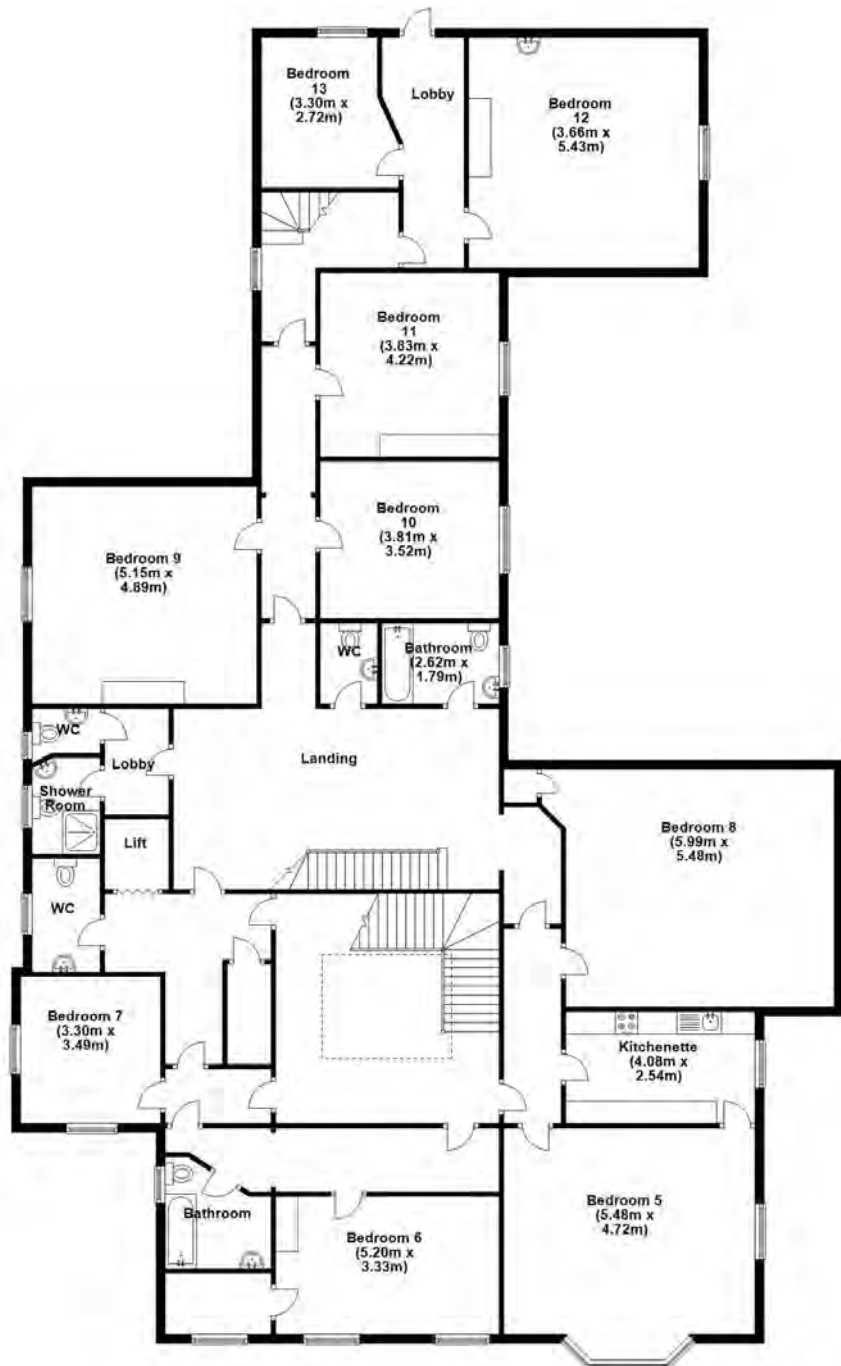 Bedroom
13
(3.30m x
2.72m)
Lobby
Bedroom
12
(3.66m x
5.43m)
Bedroom
11
(3.83m x
4.22m)
Bedroom
10
(3.81m x
3.52m)
Bedroom 9
(5.15m x
4.89m)
WC
Bathroom
(2.62m x
1.79m)
WC
Lobby
Landing
Shower
Room
Lift
Bedroom 8
(5.99m x
5.48m)
WC
Bedroom 7
(3.30m x
3.49m)
Kitchenette
(4.08m x
2.54m)
Bathroom
Bedroom 6
(5.20m x
3.33m)
Bedroom 5
(5.48m x
4.72m)